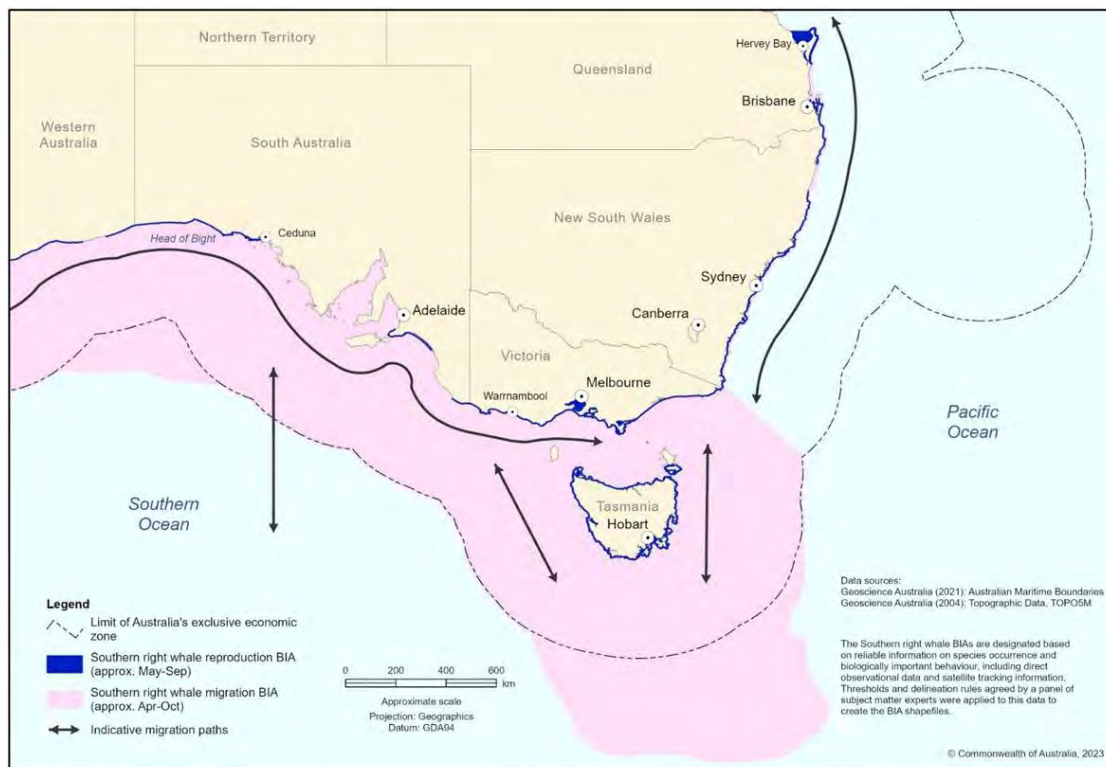 Northern Territory
Hervey Bay
Queensland
Brisbane
Western
Australia
South Australia
New South Wales
Head of Bight
Ceduna
Sydney
Adelaide
Canberra
Victoria
Melbourne
Warrnambool
Pacific
Ocean
Southern
Ocean
Tasmania
Hobart
Legend
Limit of Australia's exclusive economic
zone
Southern right whale reproduction BIA
(approx. May-Sep)
Southern right whale migration BIA
(approx. Apr-Oct)
Indicative migration paths
0 200 400 600
km
Approximate scale
Projection: Geographics
Datum: GDA94
Data sources:
Geoscience Australia (2021): Australian Maritime Boundaries
Geoscience Australia (2004): Topographic Data, TOPO5M
The Southern right whale BIAs are designated based
on reliable information on species occurrence and
biologically important behaviour, including direct
observational data and satellite tracking information.
Thresholds and delineation rules agreed by a panel of
subject matter experts were applied to this data to
create the BIA shapefiles.
© Commonwealth of Australia, 2023